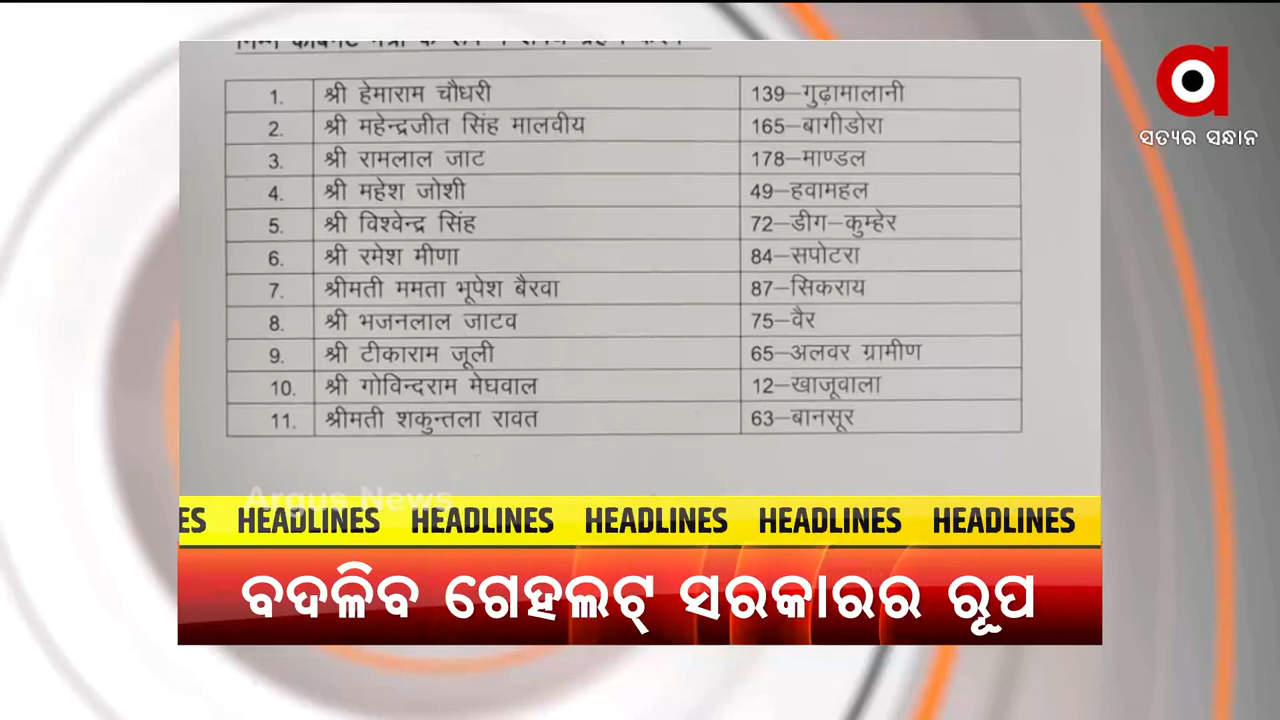 1. श्री हेमाराम चौधरी 139–गुढ़ामालानी
2. श्री महेन्द्रजीत सिंह मालवीय 165–बागीडोरा
3. श्री रामलाल जाट 178–माण्डल
4. श्री महेश जोशी 49–हवामहल
5. श्री विश्वेन्द्र सिंह 72–डीग–कुम्हेर
6. श्री रमेश मीणा 84–सपोटरा
7. श्रीमती ममता भूपेश बैरवा 87–सिकराय
8. श्री भजनलाल जाटव 75–वैर
9. श्री टीकाराम जूली 65–अलवर ग्रामीण
10. श्री गोविन्दराम मेघवाल 12–खाजूवाला
11. श्रीमती शकुन्तला रावत 63–बानसूर
ସତ୍ୟର ସନ୍ଧାନ
Argus News
ES HEADLINES HEADLINES HEADLINES HEADLINES HEADLINES
ବଦଳିବ ଗେହଲଟ୍ ସରକାରର ରୂପ